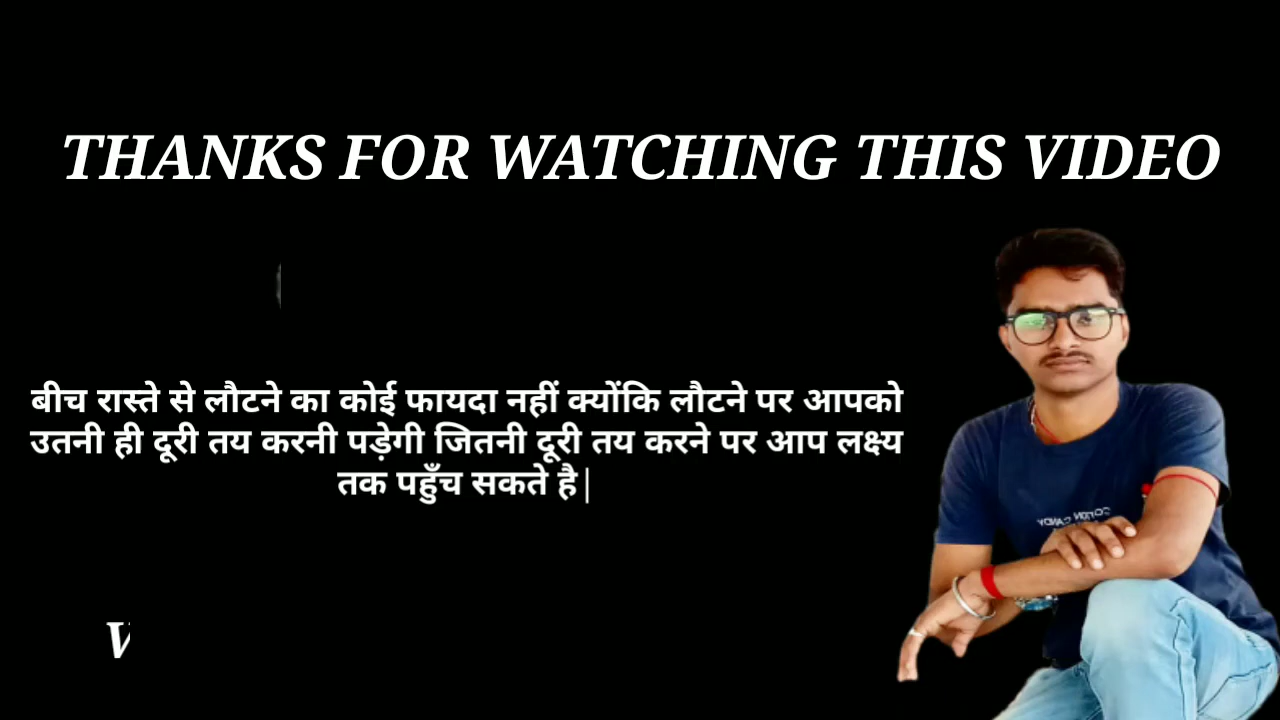 THANKS FOR WATCHING THIS VIDEO
बीच रास्ते से लौटने का कोई फायदा नहीं क्योंकि लौटने पर आपको
उतनी ही दूरी तय करनी पड़ेगी जितनी दूरी तय करने पर आप लक्ष्य
तक पहुँच सकते है|